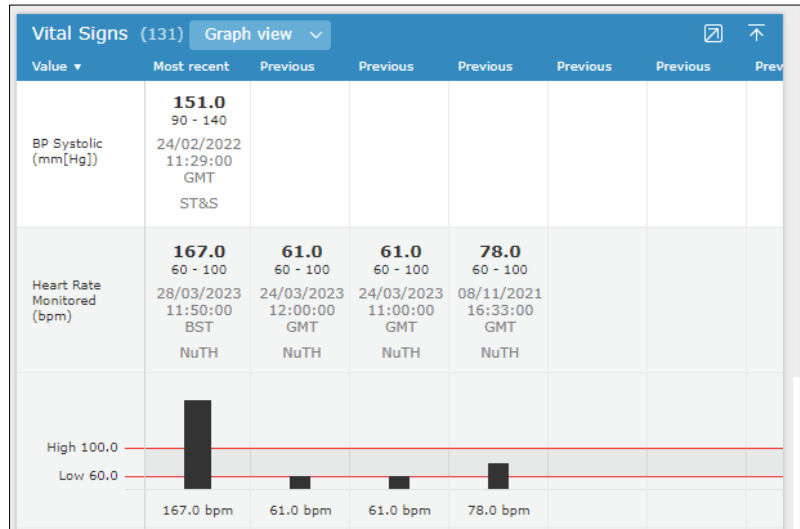 Vital Signs (131) Graph view
Value ▾ Most recent Previous Previous Previous Previous Previous Prev
BP Systolic
(mm[Hg])
151.0
90 - 140
24/02/2022
11:29:00
GMT
ST&S
Heart Rate
Monitored
(bpm)
167.0 61.0 61.0 78.0
60 - 100 60 - 100 60 - 100 60 - 100
28/03/2023 24/03/2023 24/03/2023 08/11/2021
11:50:00 12:00:00 11:00:00 16:33:00
BST GMT GMT GMT
NuTH NuTH NuTH NuTH
High 100.0
Low 60.0
167.0 bpm 61.0 bpm 61.0 bpm 78.0 bpm